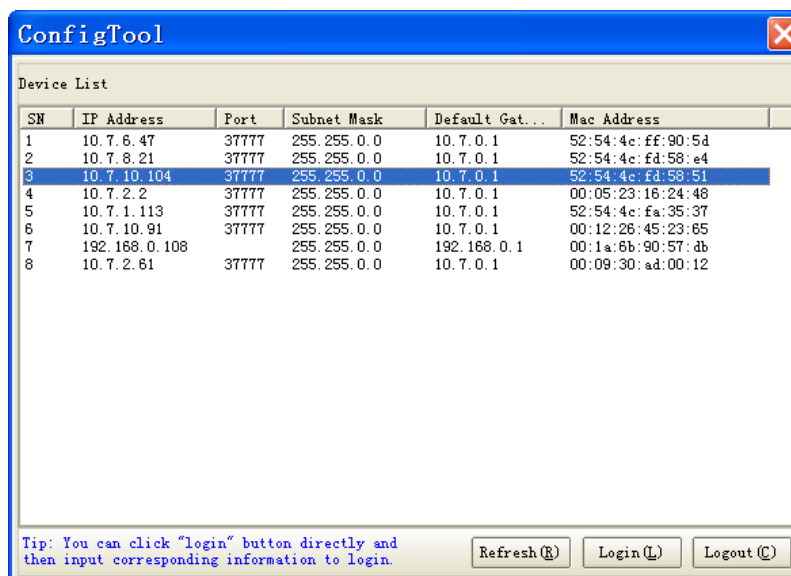 ConfigTool
Device List
SN IP Address Port Subnet Mask Default Gat... Mac Address
1 10.7.6.47 37777 255.255.0.0 10.7.0.1 52:54:4c:ff:90:5d
2 10.7.8.21 37777 255.255.0.0 10.7.0.1 52:54:4c:fd:58:e4
3 10.7.10.104 37777 255.255.0.0 10.7.0.1 52:54:4c:fd:58:51
4 10.7.2.2 37777 255.255.0.0 10.7.0.1 00:05:23:16:24:48
5 10.7.1.113 37777 255.255.0.0 10.7.0.1 52:54:4c:fa:35:37
6 10.7.10.91 37777 255.255.0.0 10.7.0.1 00:12:26:45:23:65
7 192.168.0.108 255.255.0.0 192.168.0.1 00:1a:6b:90:57:db
8 10.7.2.61 37777 255.255.0.0 10.7.0.1 00:09:30:ad:00:12
Tip: You can click "login" button directly and
then input corresponding information to login.
Refresh(R) Login(L) Logout(C)